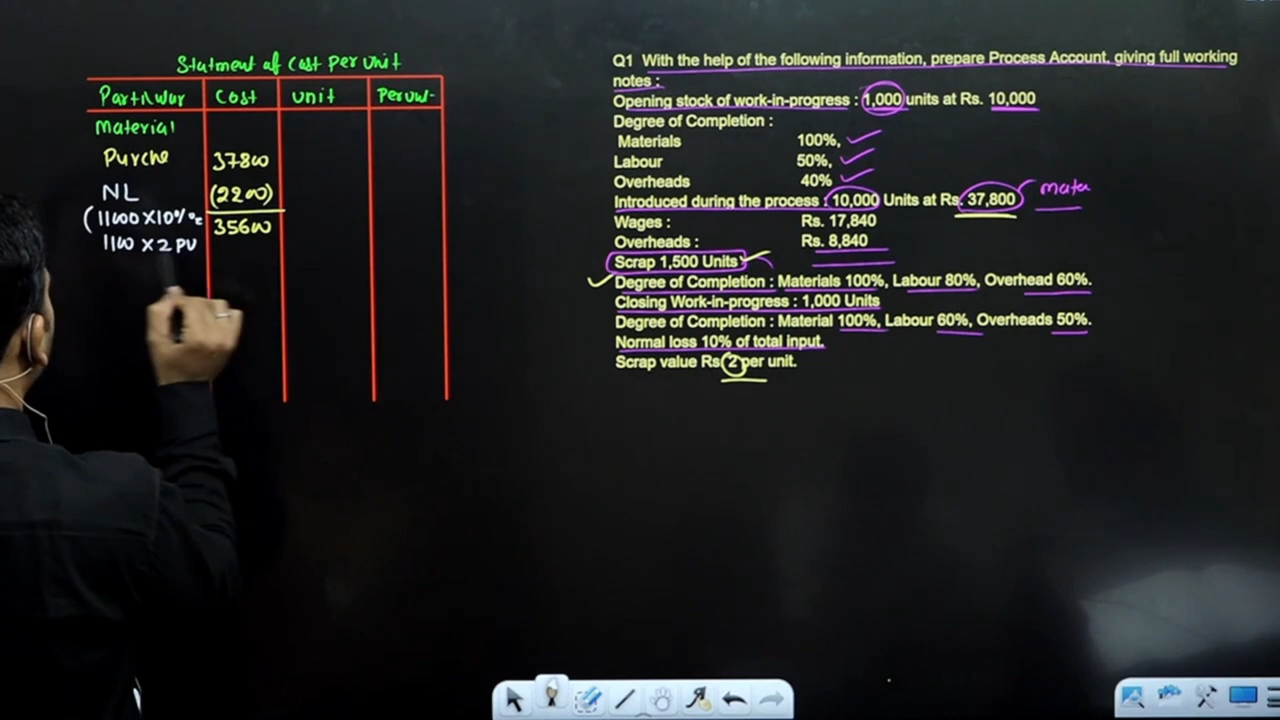 Statment of Cost Per Unit
Particular Cost unit Per unit
Material
Purche 37800
NL (2200)
(11000 X 10% = 35600
1100 X 2 PU
Q1 With the help of the following information, prepare Process Account, giving full working
notes :
Opening stock of work-in-progress : 1,000 units at Rs. 10,000
Degree of Completion :
Materials 100%,
Labour 50%,
Overheads 40%
Introduced during the process : 10,000 Units at Rs. 37,800 mate
Wages : Rs. 17,840
Overheads : Rs. 8,840
Scrap 1,500 Units
Degree of Completion : Materials 100%, Labour 80%, Overhead 60%.
Closing Work-in-progress : 1,000 Units
Degree of Completion : Material 100%, Labour 60%, Overheads 50%.
Normal loss 10% of total input.
Scrap value Rs 2 per unit.